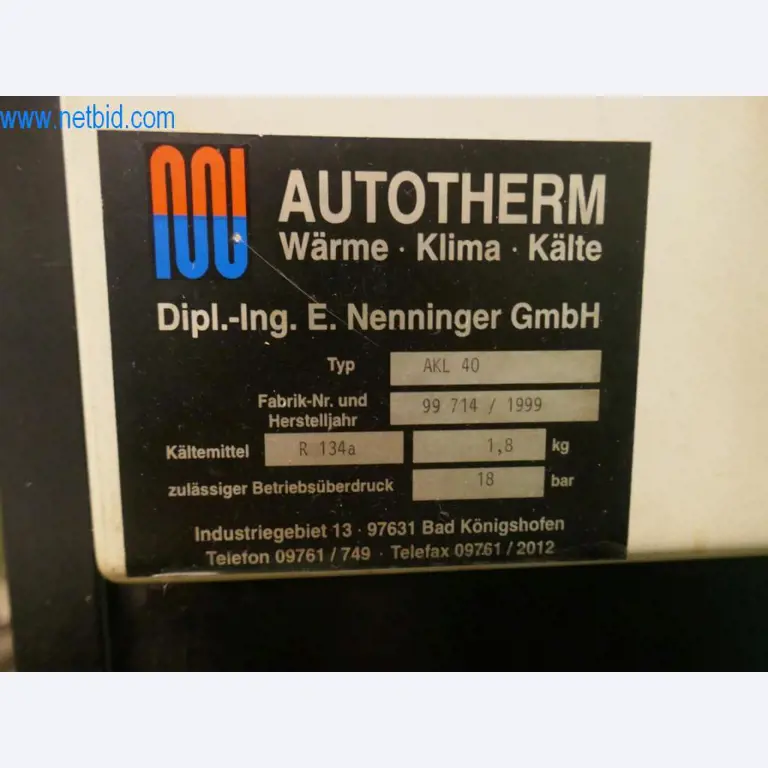 www.netbid.com
AUTOTHERM
Wärme · Klima · Kälte
Dipl.-Ing. E. Nenninger GmbH
Typ AKL 40
Fabrik-Nr. und Herstelljahr 99 714 / 1999
Kältemittel R 134a 1,8 kg
zulässiger Betriebsüberdruck 18 bar
Industriegebiet 13 · 97631 Bad Königshofen
Telefon 09761 / 749 · Telefax 09761 / 2012